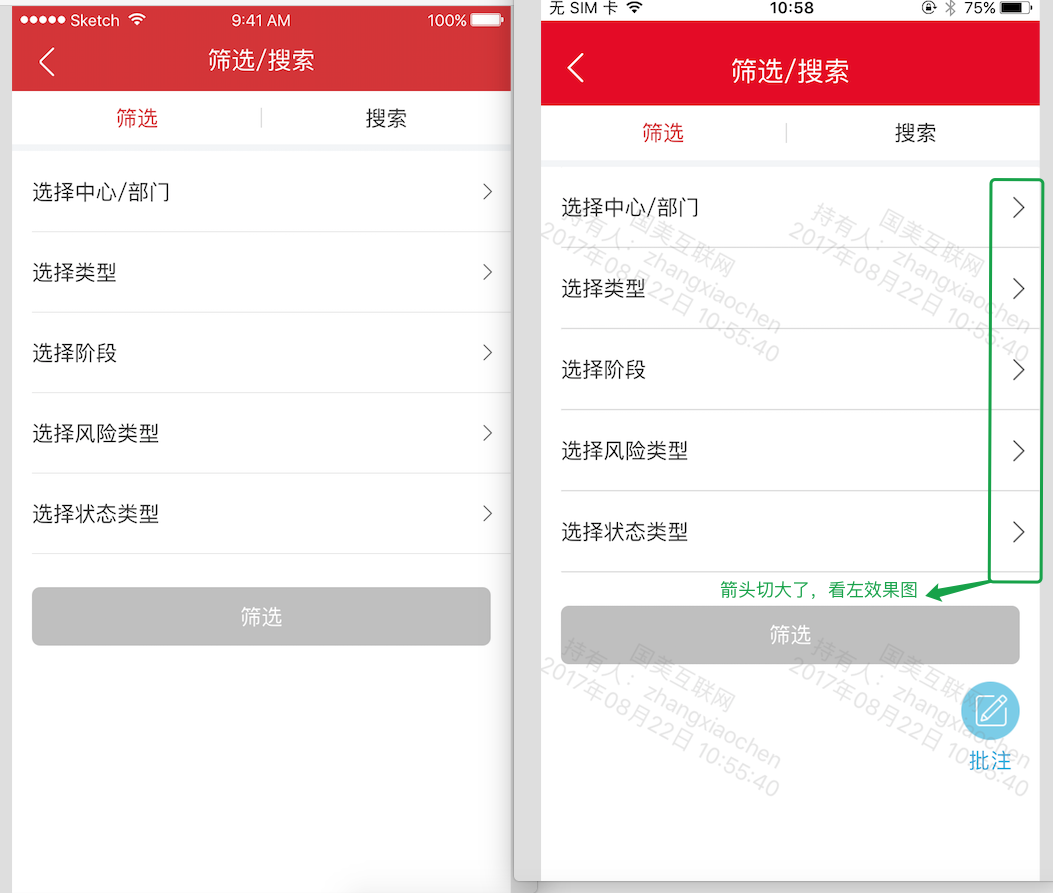 Sketch 9:41 AM 100%
筛选/搜索
筛选 搜索
选择中心/部门
选择类型
选择阶段
选择风险类型
选择状态类型
筛选
无 SIM 卡 10:58 75%
筛选/搜索
筛选 搜索
选择中心/部门
选择类型
选择阶段
选择风险类型
选择状态类型
箭头切大了，看左效果图
筛选
批注
国美互联网
持有人：zhangxiaochen
2017年08月22日 10:55:40
国美互联网
持有人：zhangxiaochen
2017年08月22日 10:55:40
国美互联网
持有人：zhangxiaochen
2017年08月22日 10:55:40
国美互联网
持有人：zhangxiaochen
2017年08月22日 10:55:40